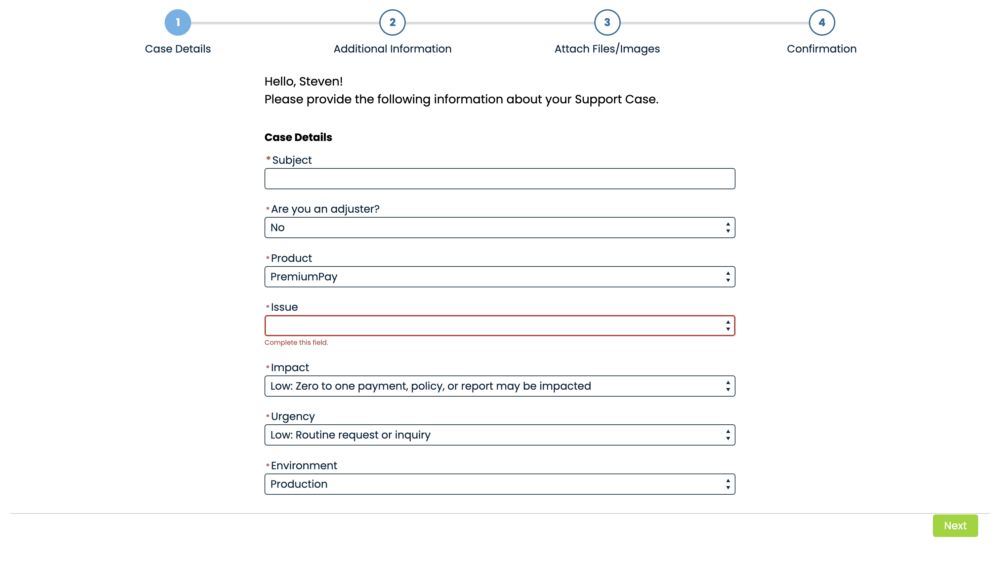 1
2
3
4
Case Details
Additional Information
Attach Files/Images
Confirmation
Hello, Steven!
Please provide the following information about your Support Case.
Case Details
*Subject
*Are you an adjuster?
No
*Product
PremiumPay
*Issue
Complete this field.
*Impact
Low: Zero to one payment, policy, or report may be impacted
*Urgency
Low: Routine request or inquiry
*Environment
Production
Next